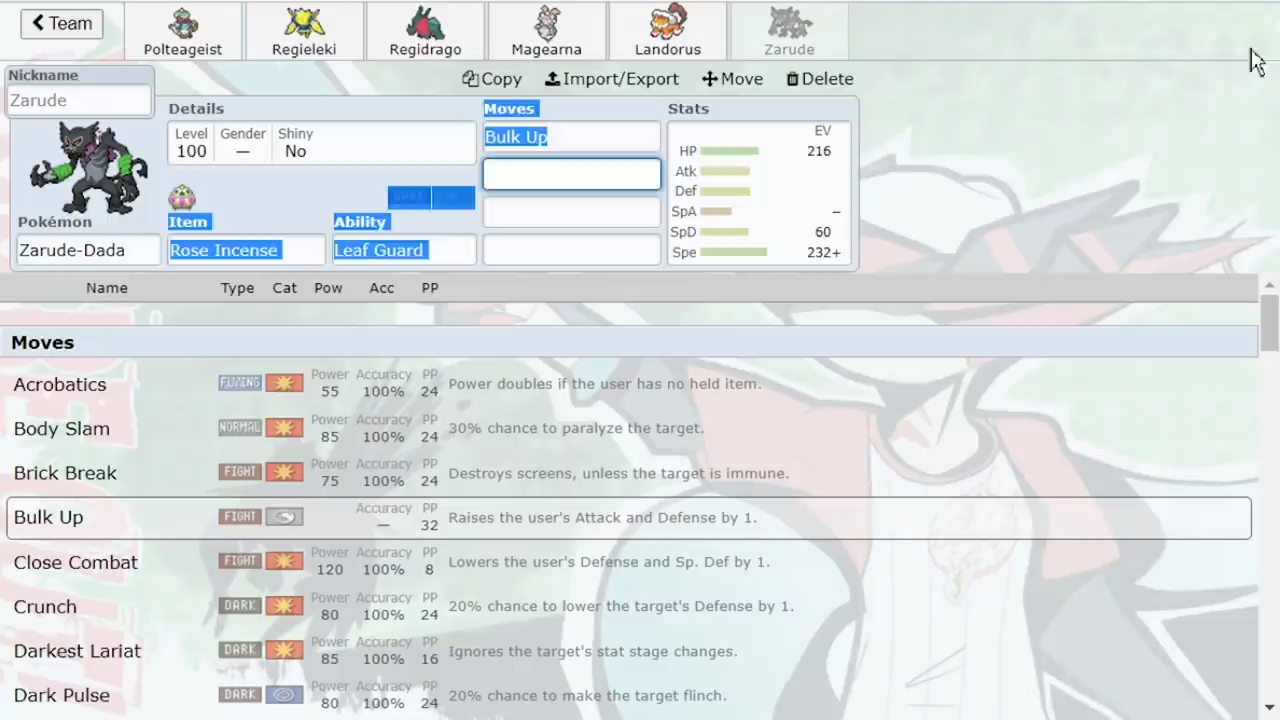 Team
Polteageist
Regieleki
Regidrago
Magearna
Landorus
Zarude
Nickname
Zarude
Copy
Import/Export
Move
Delete
Details
Level
100
Gender
—
Shiny
No
Pokémon
Zarude-Dada
Item
Rose Incense
Ability
Leaf Guard
Moves
Bulk Up
Stats
EV
HP 216
Atk
Def
SpA –
SpD 60
Spe 232+
Name Type Cat Pow Acc PP
Moves
Acrobatics FLYING Power 55 Accuracy 100% PP 24 Power doubles if the user has no held item.
Body Slam NORMAL Power 85 Accuracy 100% PP 24 30% chance to paralyze the target.
Brick Break FIGHT Power 75 Accuracy 100% PP 24 Destroys screens, unless the target is immune.
Bulk Up FIGHT Accuracy — PP 32 Raises the user's Attack and Defense by 1.
Close Combat FIGHT Power 120 Accuracy 100% PP 8 Lowers the user's Defense and Sp. Def by 1.
Crunch DARK Power 80 Accuracy 100% PP 24 20% chance to lower the target's Defense by 1.
Darkest Lariat DARK Power 85 Accuracy 100% PP 16 Ignores the target's stat stage changes.
Dark Pulse DARK Power 80 Accuracy 100% PP 24 20% chance to make the target flinch.